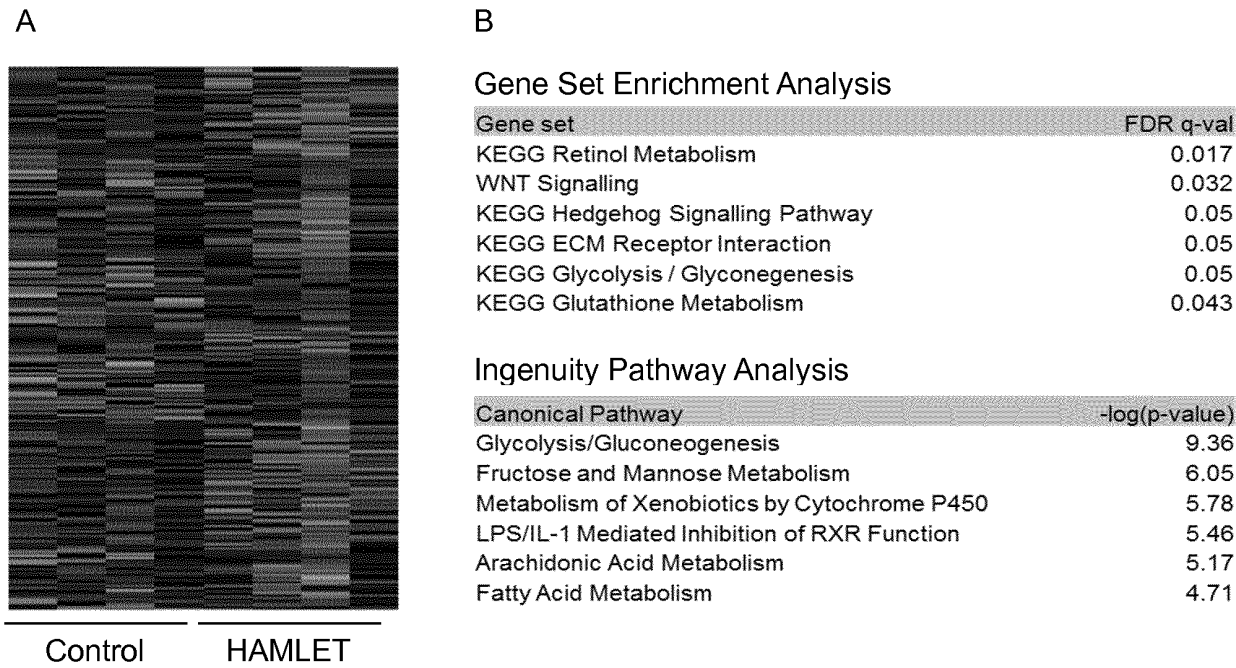 A
B
Control
HAMLET
Gene Set Enrichment Analysis
Gene set FDR q-val
KEGG Retinol Metabolism 0.017
WNT Signalling 0.032
KEGG Hedgehog Signalling Pathway 0.05
KEGG ECM Receptor Interaction 0.05
KEGG Glycolysis / Glyconegenesis 0.05
KEGG Glutathione Metabolism 0.043
Ingenuity Pathway Analysis
Canonical Pathway -log(p-value)
Glycolysis/Gluconeogenesis 9.36
Fructose and Mannose Metabolism 6.05
Metabolism of Xenobiotics by Cytochrome P450 5.78
LPS/IL-1 Mediated Inhibition of RXR Function 5.46
Arachidonic Acid Metabolism 5.17
Fatty Acid Metabolism 4.71